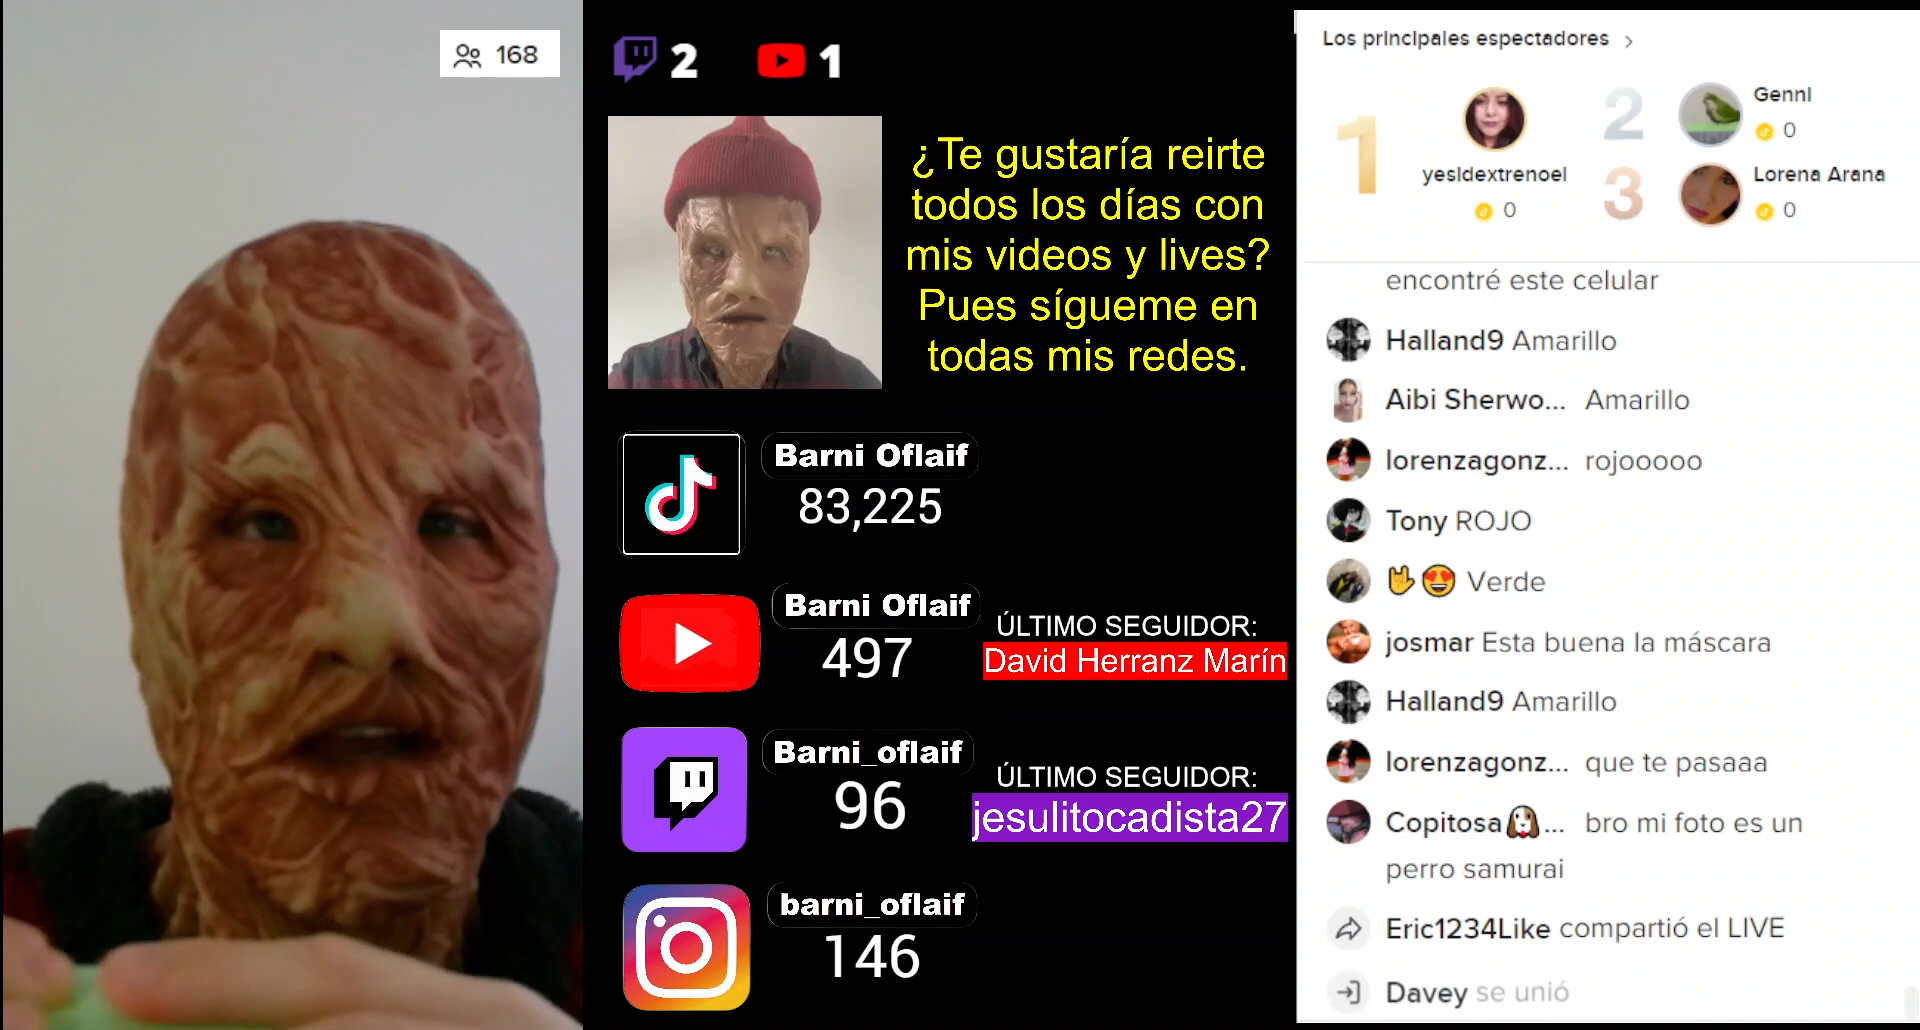 168
2
1
¿Te gustaría reirte
todos los días con
mis videos y lives?
Pues sígueme en
todas mis redes.
Barni Oflaif
83,225
Barni Oflaif
497
ÚLTIMO SEGUIDOR:
David Herranz Marín
Barni_oflaif
96
ÚLTIMO SEGUIDOR:
jesulitocadista27
barni_oflaif
146
Los principales espectadores
1
yesldextrenoel
0
2
Gennl
0
3
Lorena Arana
0
encontré este celular
Halland9 Amarillo
Aibi Sherwo... Amarillo
lorenzagonz... rojooooo
Tony ROJO
🤟😍 Verde
josmar Esta buena la máscara
Halland9 Amarillo
lorenzagonz... que te pasaaa
Copitosa🐶... bro mi foto es un
perro samurai
Eric1234Like compartió el LIVE
Davey se unió